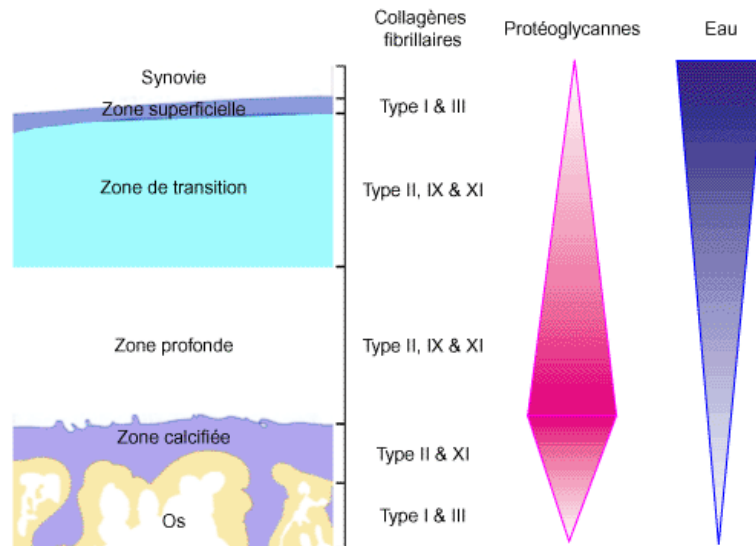 Collagènes
fibrillaires
Protéoglycannes
Eau
Synovie
Zone superficielle
Type I & III
Zone de transition
Type II, IX & XI
Zone profonde
Type II, IX & XI
Zone calcifiée
Type II & XI
Os
Type I & III